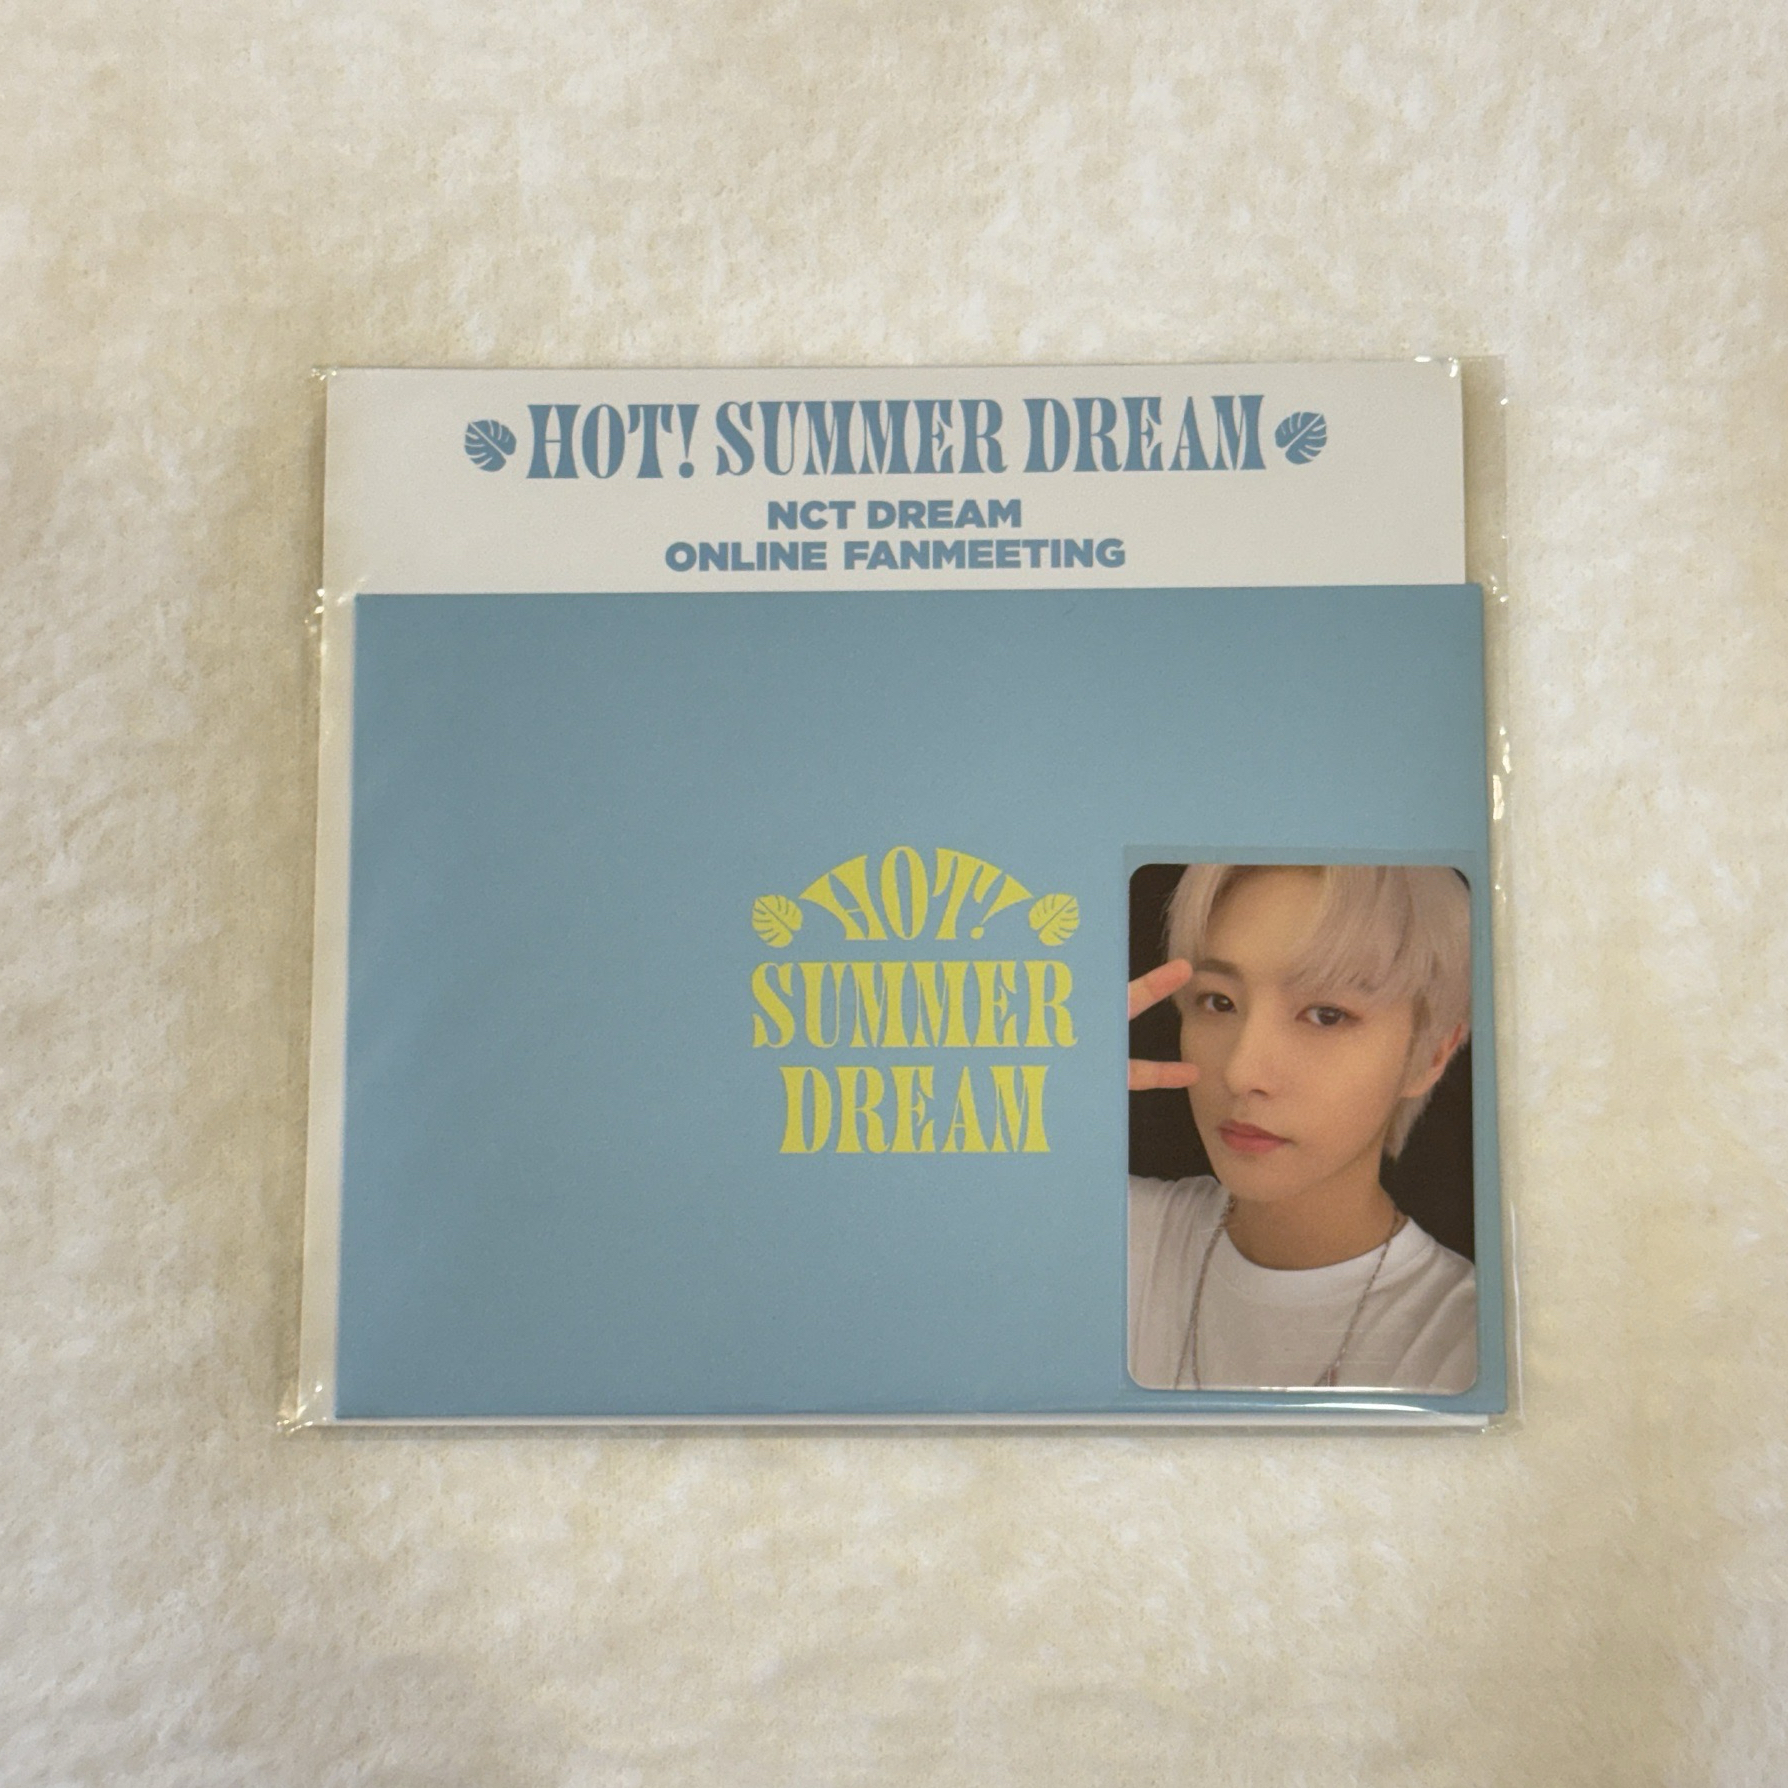 HOT! SUMMER DREAM
NCT DREAM
ONLINE FANMEETING
HOT!
SUMMER
DREAM